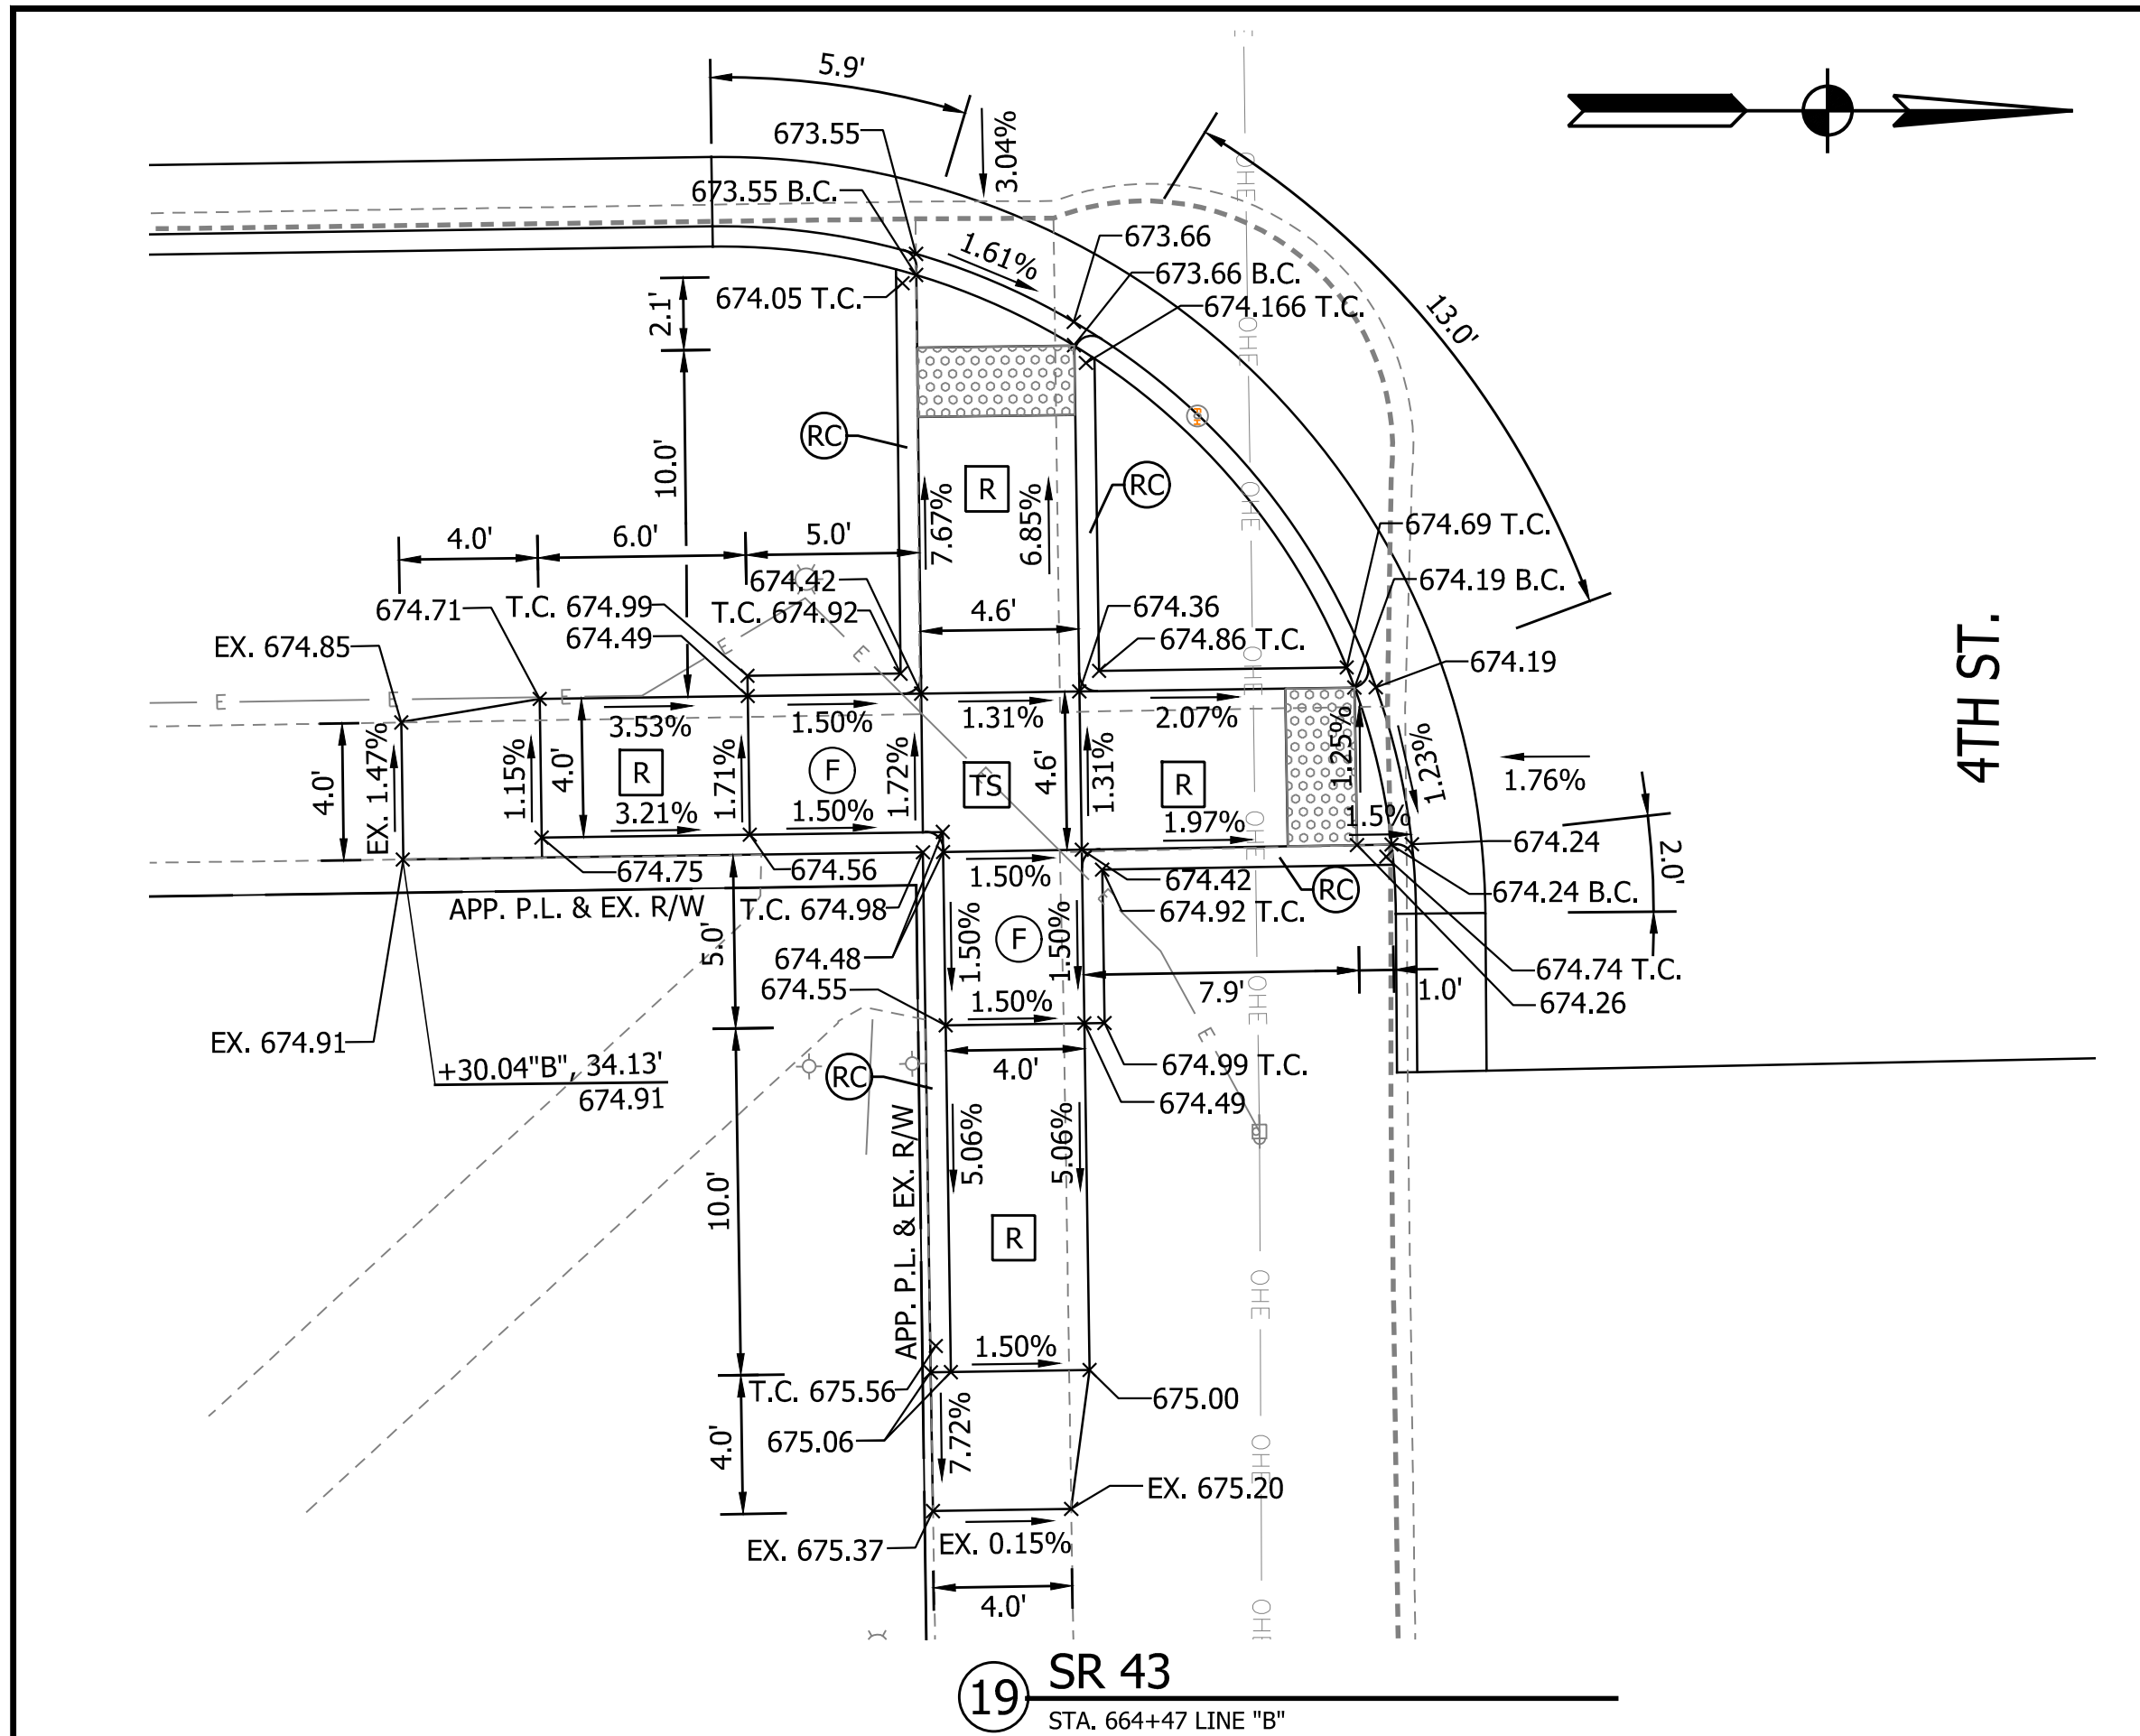 5.9'
673.55
3.04%
673.55 B.C.
1.61%
673.66
673.66 B.C.
674.05 T.C.
674.166 T.C.
2.1'
13.0'
OHE
OHE
RC
10.0'
R
RC
OHE
7.67%
6.85%
4.0'
6.0'
5.0'
674.69 T.C.
674.42
674.19 B.C.
674.71
T.C. 674.99
T.C. 674.92
4.6'
674.36
674.49
674.86 T.C.
EX. 674.85
E
E
OHE
674.19
4TH ST.
E
E
E
3.53%
1.50%
1.31%
2.07%
4.0'
EX. 1.47%
1.15%
4.0'
R
1.71%
F
1.72%
TS
E
4.6'
1.31%
R
1.25%
1.23%
1.76%
3.21%
1.50%
1.97%
1.5%
674.24
2.0'
674.75
674.56
1.50%
674.42
RC
674.24 B.C.
APP. P.L. & EX. R/W
T.C. 674.98
674.92 T.C.
E
5.0'
674.48
1.50%
F
1.50%
674.74 T.C.
674.55
1.50%
7.9'
1.0'
674.26
OHE
E
EX. 674.91
+30.04"B", 34.13'
674.91
RC
4.0'
674.99 T.C.
674.49
10.0'
APP. P.L. & EX. R/W
5.06%
5.06%
R
OHE
1.50%
T.C. 675.56
675.00
675.06
4.0'
7.72%
OHE
EX. 675.20
EX. 675.37
EX. 0.15%
4.0'
OH
19
SR 43
STA. 664+47 LINE "B"